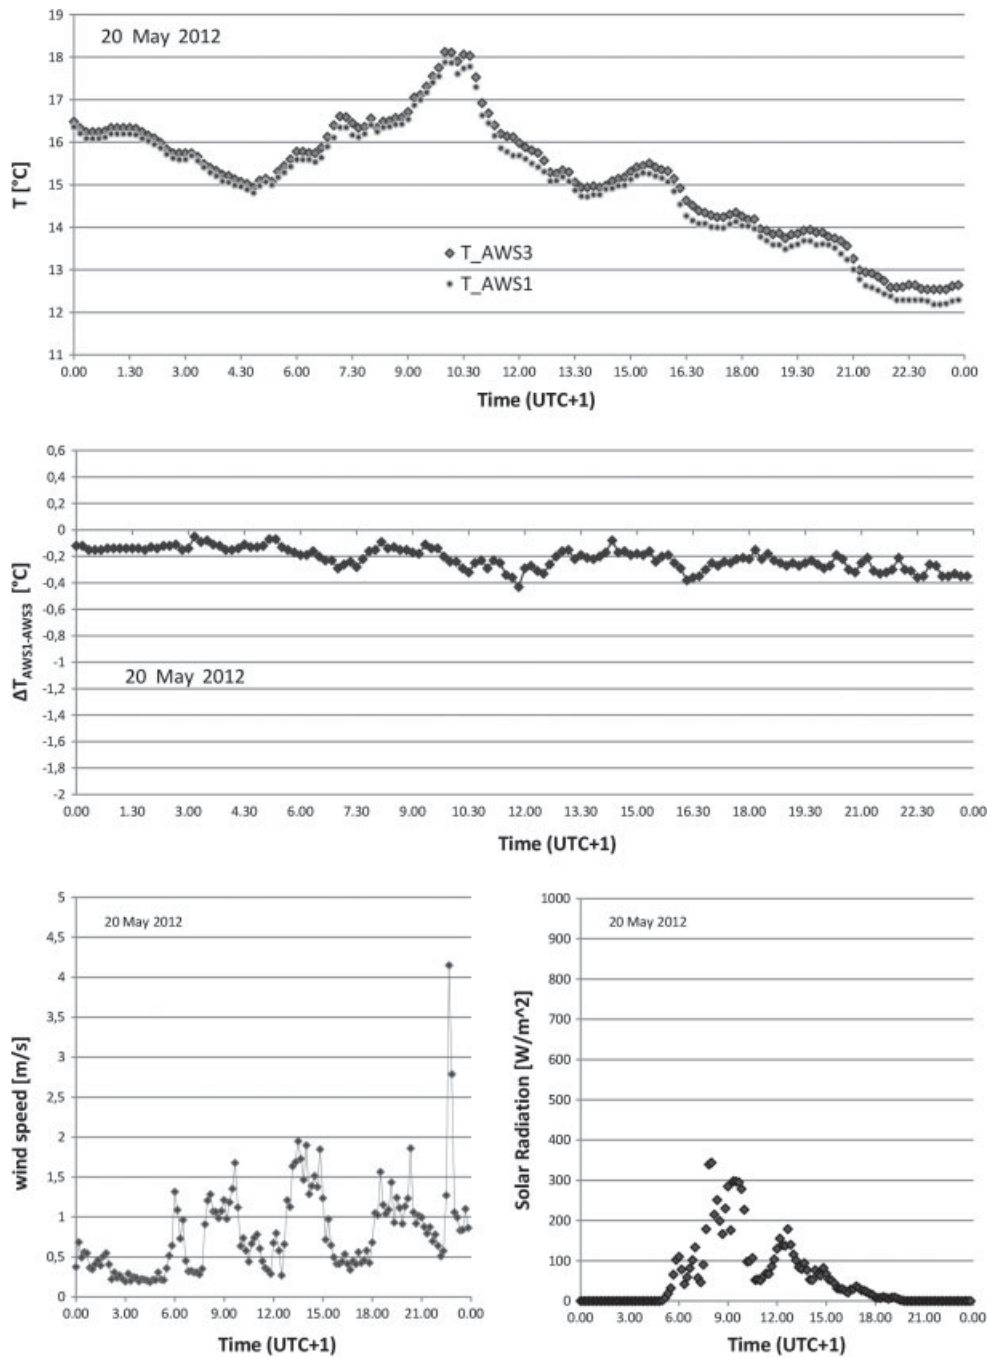 19
20 May 2012
18
17
16
15
14
13
12
11
T [°C]
T_AWS3
T_AWS1
0.00 1.30 3.00 4.30 6.00 7.30 9.00 10.30 12.00 13.30 15.00 16.30 18.00 19.30 21.00 22.30 0.00
Time (UTC+1)
0,6
0,4
0,2
0
-0,2
-0,4
-0,6
-0,8
-1
-1,2
-1,4
-1,6
-1,8
-2
ΔT AWS1-AWS3 [°C]
20 May 2012
0.00 1.30 3.00 4.30 6.00 7.30 9.00 10.30 12.00 13.30 15.00 16.30 18.00 19.30 21.00 22.30 0.00
Time (UTC+1)
5
4,5
4
3,5
3
2,5
2
1,5
1
0,5
0
wind speed [m/s]
20 May 2012
0.00 3.00 6.00 9.00 12.00 15.00 18.00 21.00 0.00
Time (UTC+1)
1000
900
800
700
600
500
400
300
200
100
0
Solar Radiation [W/m^2]
20 May 2012
0.00 3.00 6.00 9.00 12.00 15.00 18.00 21.00 0.00
Time (UTC+1)